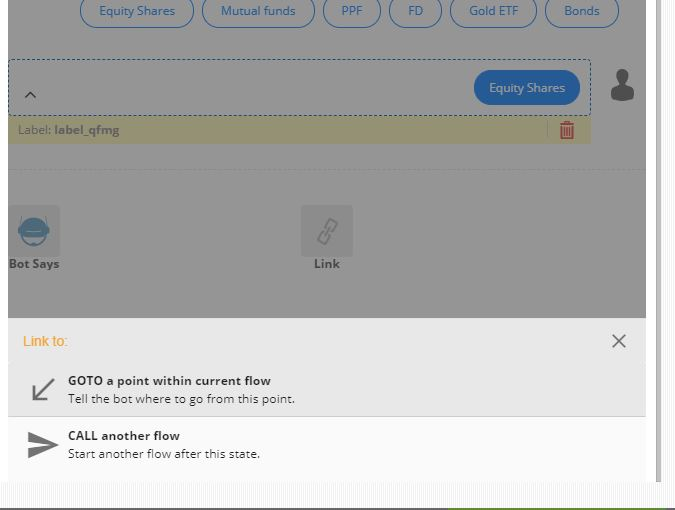 Equity Shares Mutual funds PPF FD Gold ETF Bonds
Equity Shares
Label: label_qfmg
Bot Says Link
Link to:
GOTO a point within current flow
Tell the bot where to go from this point.
CALL another flow
Start another flow after this state.